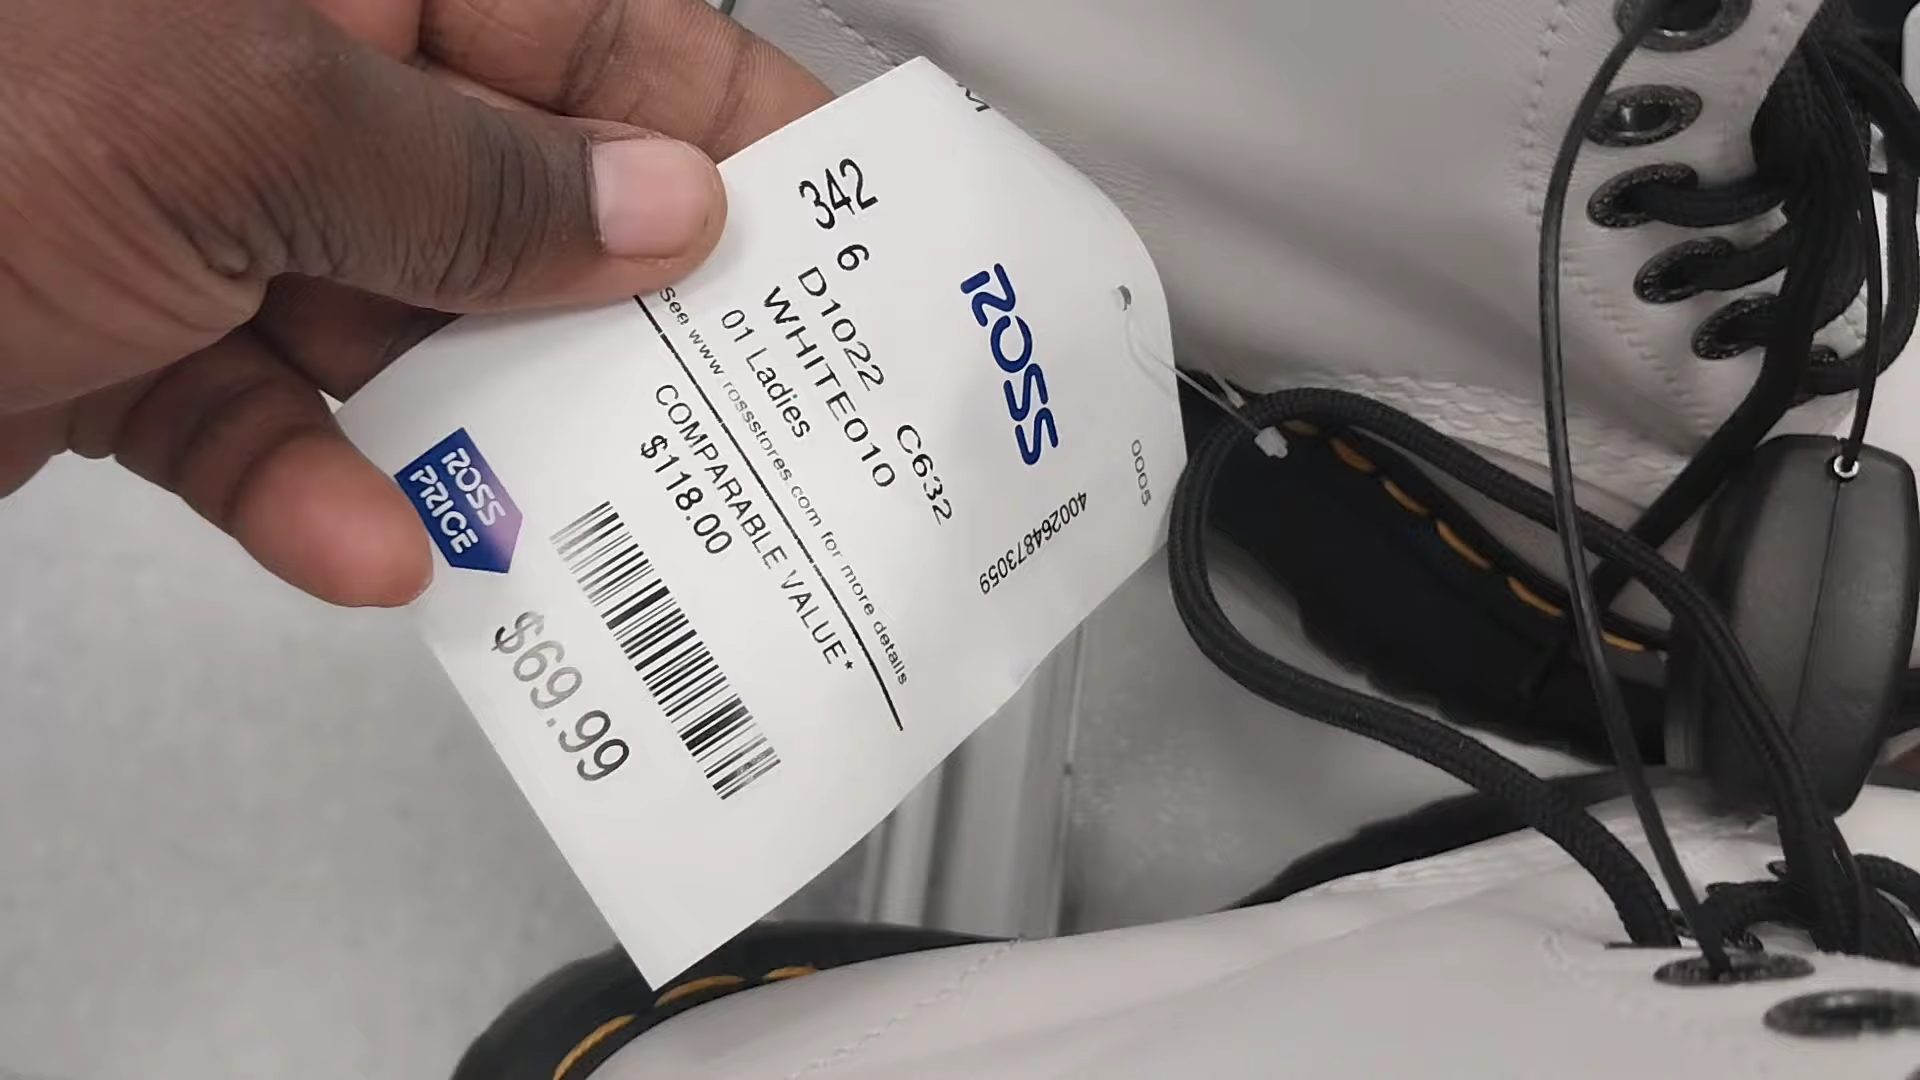 ROSS
0005
400264873059
342
6
D1022 C632
WHITE010
01 Ladies
See www.rossstores.com for more details
COMPARABLE VALUE*
$118.00
ROSS
PRICE
$69.99